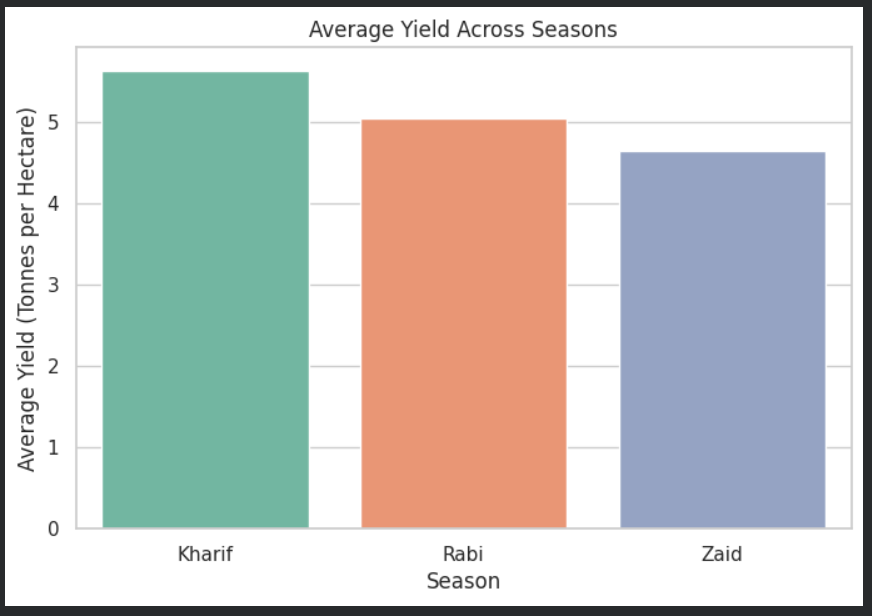 Average Yield Across Seasons
Average Yield (Tonnes per Hectare)
5
4
3
2
1
0
Kharif
Rabi
Zaid
Season